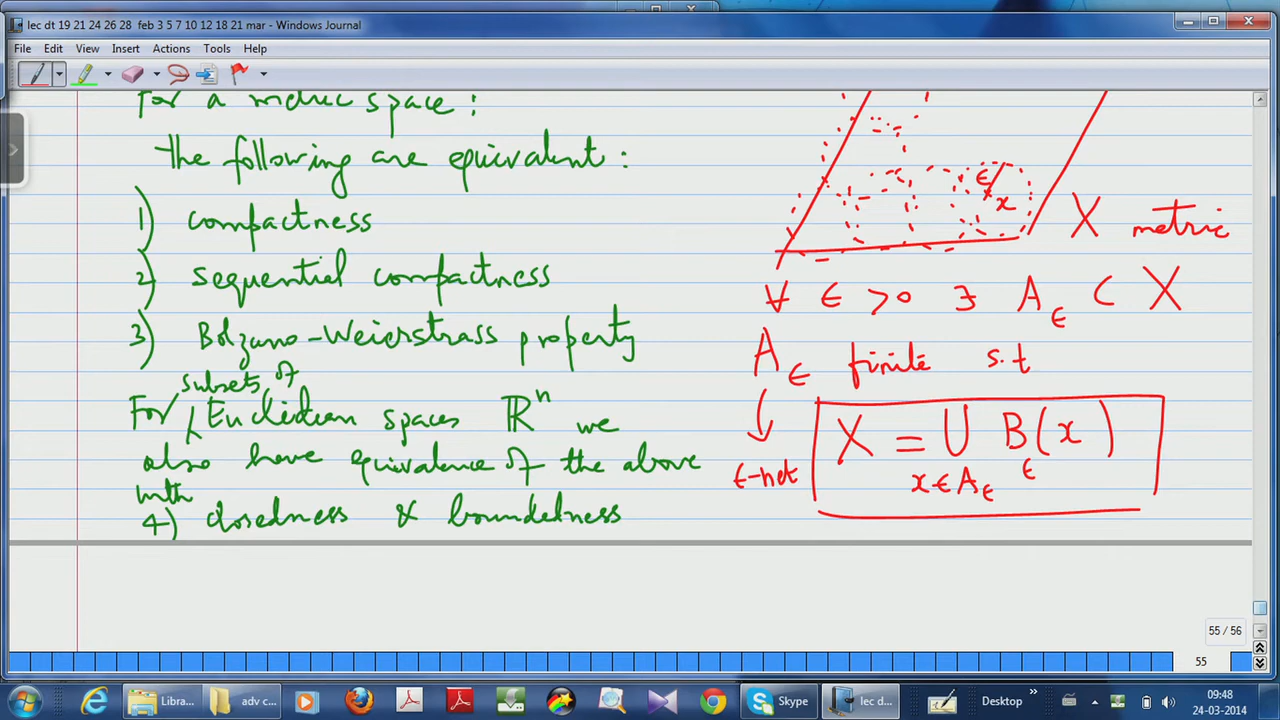 lec dt 19 21 24 26 28 feb 3 5 7 10 12 18 21 mar - Windows Journal
File Edit View Insert Actions Tools Help
For a metric space :
the following are equivalent :
1) compactness
2) sequential compactness
3) Bolzano-Weierstrass property
subsets of
For Euclidean spaces ℝⁿ we
also have equivalence of the above
with
4) closedness & boundedness
ε
x
X metric
∀ ε >0 ∃ A_ε ⊂ X
A_ε finite s.t
X = ∪ B_ε(x)
x∈A_ε
ε-net
55 / 56
55
Libra...
adv c...
Skype
lec d...
Desktop
09:48
24-03-2014